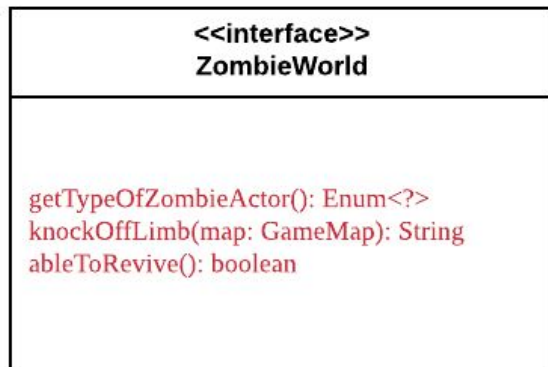 <<interface>>
ZombieWorld
getTypeOfZombieActor(): Enum<?>
knockOffLimb(map: GameMap): String
ableToRevive(): boolean